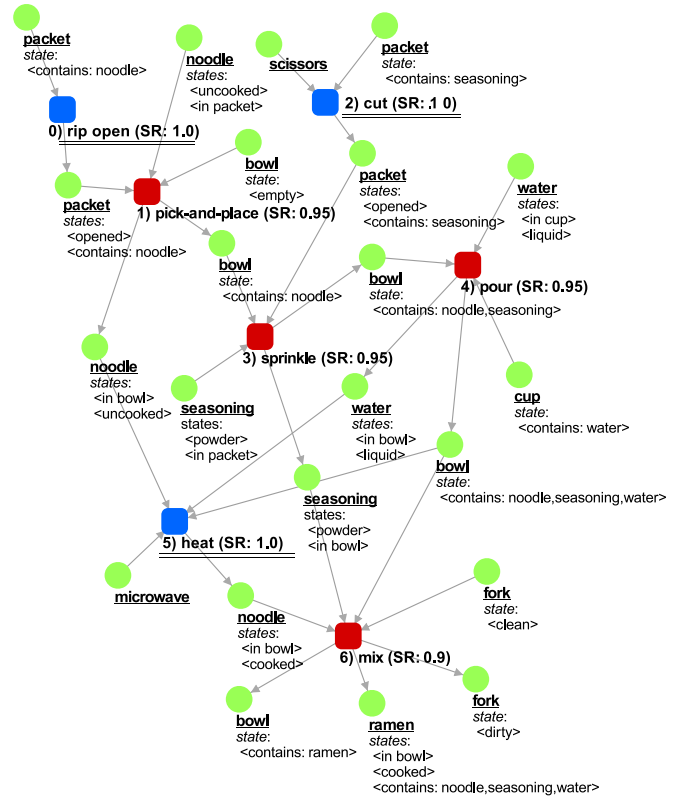 packet
state:
<contains: noodle>
noodle
states:
<uncooked>
<in packet>
scissors
packet
state:
<contains: seasoning>
0) rip open (SR: 1.0)
2) cut (SR: .1 0)
bowl
state:
<empty>
packet
states:
<opened>
<contains: noodle>
1) pick-and-place (SR: 0.95)
packet
states:
<opened>
<contains: seasoning>
water
states:
<in cup>
<liquid>
bowl
state:
<contains: noodle>
bowl
state:
<contains: noodle,seasoning>
4) pour (SR: 0.95)
3) sprinkle (SR: 0.95)
noodle
states:
<in bowl>
<uncooked>
seasoning
states:
<powder>
<in packet>
water
states:
<in bowl>
<liquid>
cup
state:
<contains: water>
bowl
state:
<contains: noodle,seasoning,water>
seasoning
states:
<powder>
<in bowl>
5) heat (SR: 1.0)
microwave
noodle
states:
<in bowl>
<cooked>
fork
state:
<clean>
6) mix (SR: 0.9)
bowl
state:
<contains: ramen>
ramen
states:
<in bowl>
<cooked>
<contains: noodle,seasoning,water>
fork
state:
<dirty>